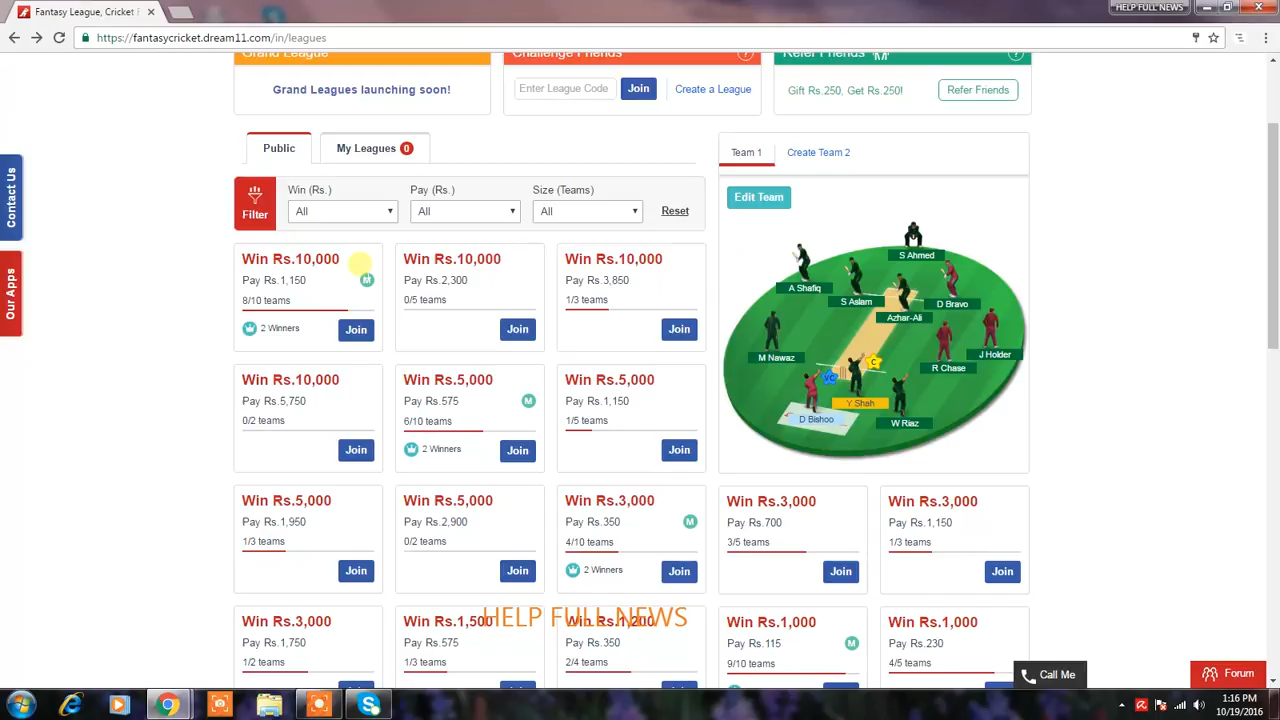 Fantasy League, Cricket
HELP FULL NEWS
https://fantasycricket.dream11.com/in/leagues
Grand League
Challenge Friends
Refer Friends
Grand Leagues launching soon!
Enter League Code
Join
Create a League
Gift Rs.250, Get Rs.250!
Refer Friends
Contact Us
Our Apps
Public
My Leagues 0
Team 1
Create Team 2
Filter
Win (Rs.)
Pay (Rs.)
Size (Teams)
All
All
All
Reset
Edit Team
S Ahmed
A Shafiq
S Aslam
D Bravo
Azhar-Ali
M Nawaz
J Holder
R Chase
C
VC
Y Shah
D Bishoo
W Riaz
Win Rs.10,000
Pay Rs.1,150
M
8/10 teams
2 Winners
Join
Win Rs.10,000
Pay Rs.2,300
0/5 teams
Join
Win Rs.10,000
Pay Rs.3,850
1/3 teams
Join
Win Rs.10,000
Pay Rs.5,750
0/2 teams
Join
Win Rs.5,000
Pay Rs.575
M
6/10 teams
2 Winners
Join
Win Rs.5,000
Pay Rs.1,150
1/5 teams
Join
Win Rs.5,000
Pay Rs.1,950
1/3 teams
Join
Win Rs.5,000
Pay Rs.2,900
0/2 teams
Join
Win Rs.3,000
Pay Rs.350
M
4/10 teams
2 Winners
Join
Win Rs.3,000
Pay Rs.700
3/5 teams
Join
Win Rs.3,000
Pay Rs.1,150
1/3 teams
Join
Win Rs.3,000
Pay Rs.1,750
1/2 teams
Win Rs.1,500
Pay Rs.575
1/3 teams
Win Rs.1,200
Pay Rs.350
2/4 teams
HELP FULL NEWS
Win Rs.1,000
Pay Rs.115
M
9/10 teams
Win Rs.1,000
Pay Rs.230
4/5 teams
Call Me
Forum
1:16 PM
10/19/2016